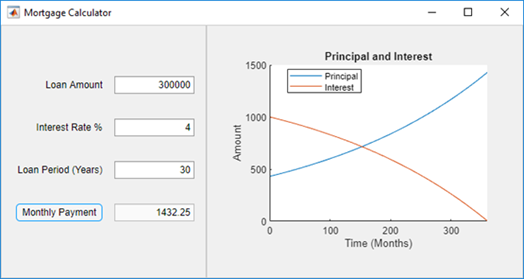 Mortgage Calculator
Loan Amount 300000
Interest Rate % 4
Loan Period (Years) 30
Monthly Payment 1432.25
Principal and Interest
Principal
Interest
Amount
1500
1000
500
0
0 100 200 300
Time (Months)